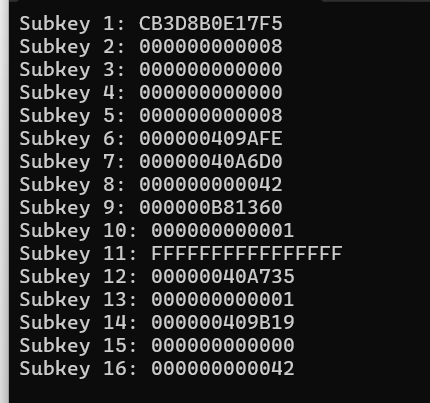 Subkey 1: CB3D8B0E17F5
Subkey 2: 000000000008
Subkey 3: 000000000000
Subkey 4: 000000000000
Subkey 5: 000000000008
Subkey 6: 000000409AFE
Subkey 7: 00000040A6D0
Subkey 8: 000000000042
Subkey 9: 000000B81360
Subkey 10: 000000000001
Subkey 11: FFFFFFFFFFFFFFFF
Subkey 12: 00000040A735
Subkey 13: 000000000001
Subkey 14: 000000409B19
Subkey 15: 000000000000
Subkey 16: 000000000042